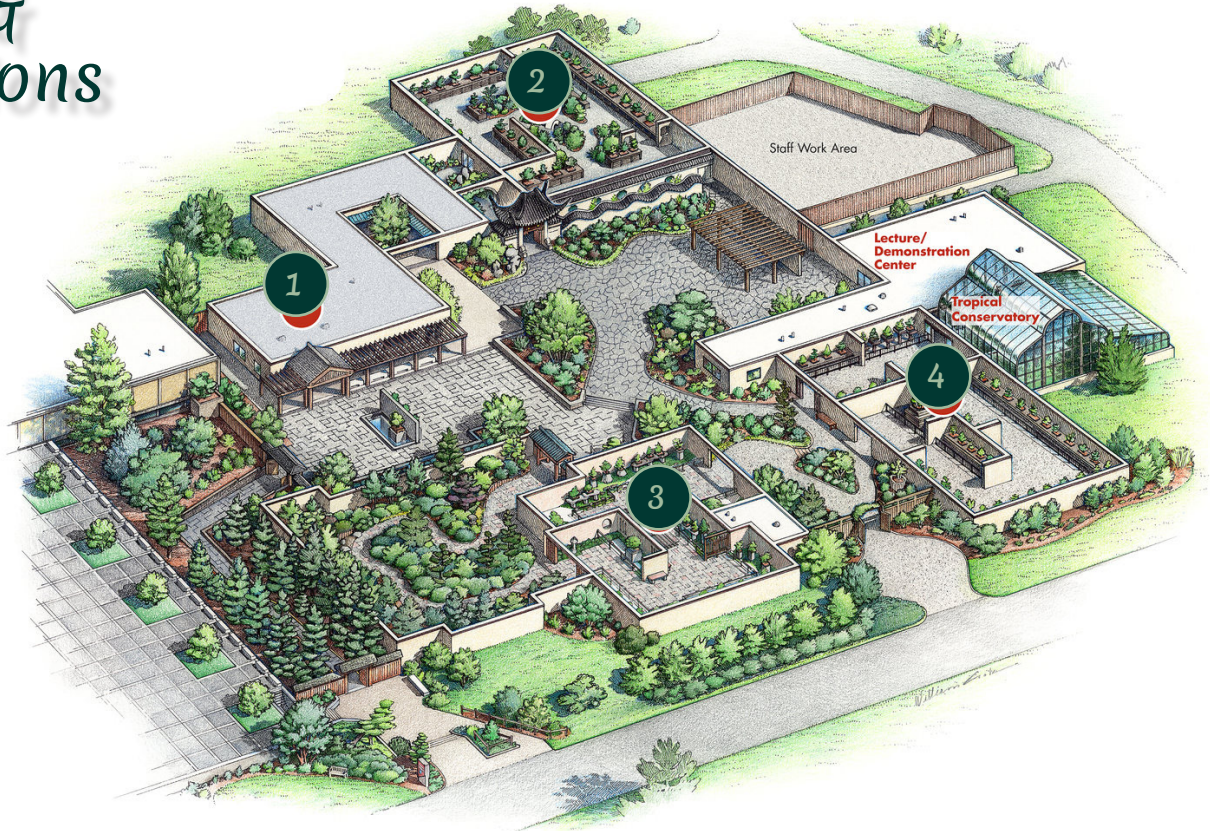 ons
2
Staff Work Area
Lecture/
Demonstration
Center
1
Tropical
Conservatory
4
3